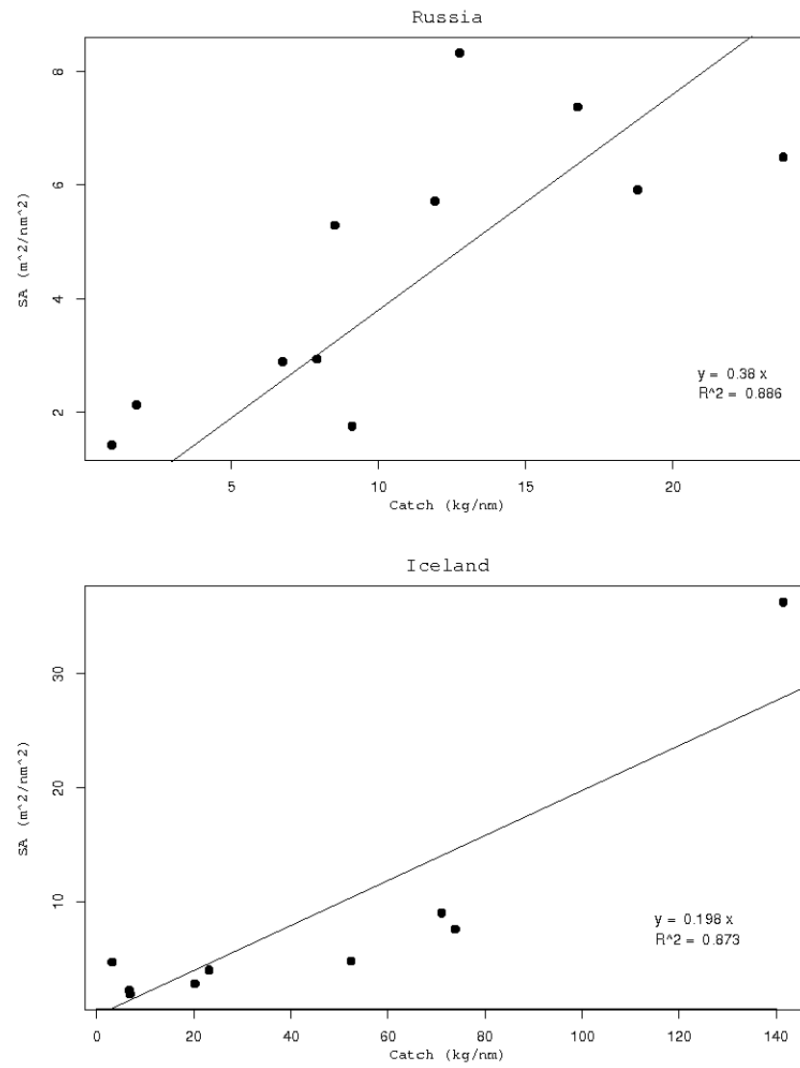 Russia
8
6
4
2
SA (m^2/nm^2)
y = 0.38 x
R^2 = 0.886
5 10 15 20
Catch (kg/nm)
Iceland
30
20
10
SA (m^2/nm^2)
y = 0.198 x
R^2 = 0.873
0 20 40 60 80 100 120 140
Catch (kg/nm)